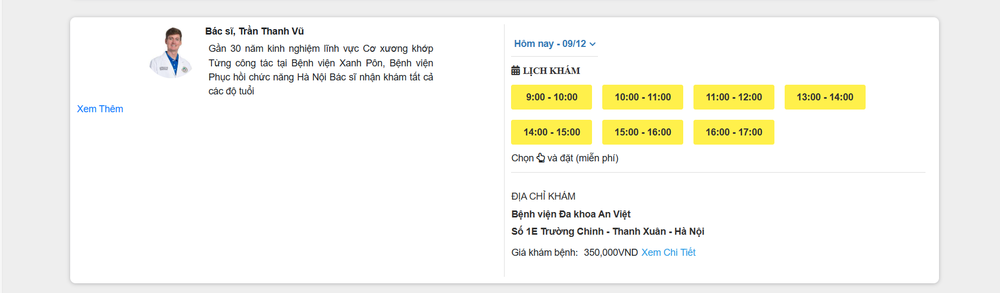 Bác sĩ, Trần Thanh Vũ
Gần 30 năm kinh nghiệm lĩnh vực Cơ xương khớp
Từng công tác tại Bệnh viện Xanh Pôn, Bệnh viện
Phục hồi chức năng Hà Nội Bác sĩ nhận khám tất cả
các độ tuổi
Xem Thêm
Hôm nay - 09/12
LỊCH KHÁM
9:00 - 10:00
10:00 - 11:00
11:00 - 12:00
13:00 - 14:00
14:00 - 15:00
15:00 - 16:00
16:00 - 17:00
Chọn và đặt (miễn phí)
ĐỊA CHỈ KHÁM
Bệnh viện Đa khoa An Việt
Số 1E Trường Chinh - Thanh Xuân - Hà Nội
Giá khám bệnh: 350,000VND Xem Chi Tiết